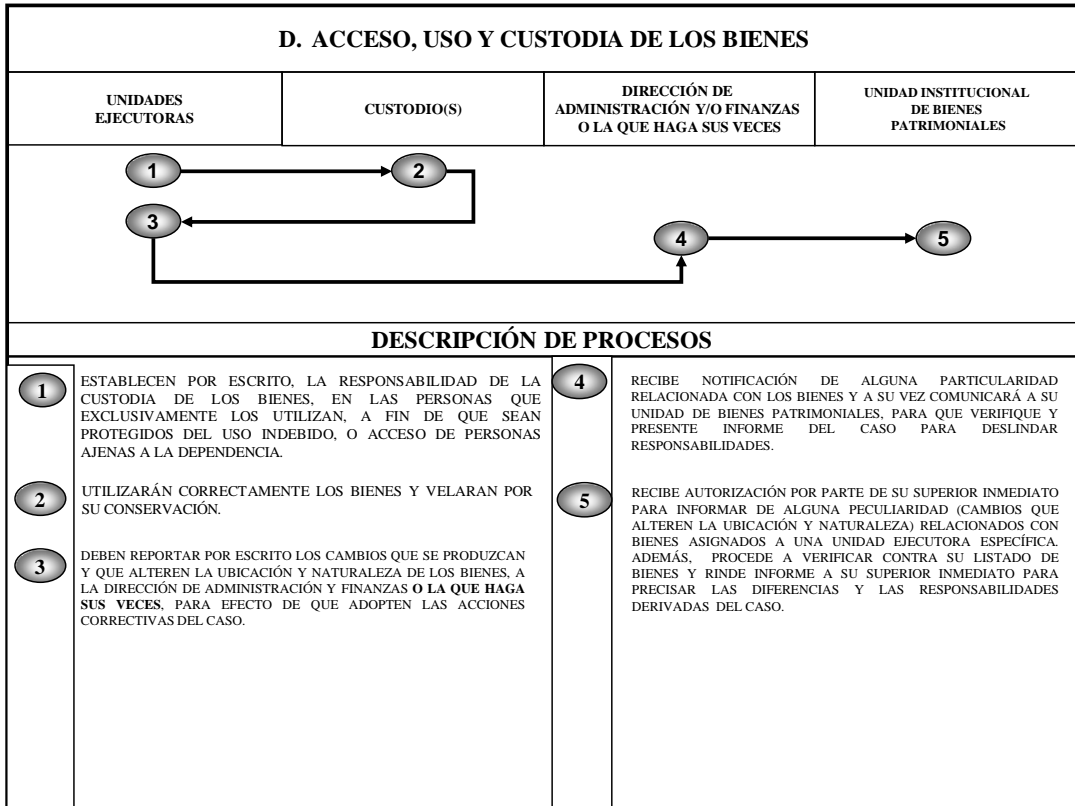 D. ACCESO, USO Y CUSTODIA DE LOS BIENES
UNIDADES
EJECUTORAS
CUSTODIO(S)
DIRECCIÓN DE
ADMINISTRACIÓN Y/O FINANZAS
O LA QUE HAGA SUS VECES
UNIDAD INSTITUCIONAL
DE BIENES
PATRIMONIALES
1
2
3
4
5
DESCRIPCIÓN DE PROCESOS
1
ESTABLECEN POR ESCRITO, LA RESPONSABILIDAD DE LA
CUSTODIA DE LOS BIENES, EN LAS PERSONAS QUE
EXCLUSIVAMENTE LOS UTILIZAN, A FIN DE QUE SEAN
PROTEGIDOS DEL USO INDEBIDO, O ACCESO DE PERSONAS
AJENAS A LA DEPENDENCIA.
2
UTILIZARÁN CORRECTAMENTE LOS BIENES Y VELARAN POR
SU CONSERVACIÓN.
3
DEBEN REPORTAR POR ESCRITO LOS CAMBIOS QUE SE PRODUZCAN
Y QUE ALTEREN LA UBICACIÓN Y NATURALEZA DE LOS BIENES, A
LA DIRECCIÓN DE ADMINISTRACIÓN Y FINANZAS O LA QUE HAGA
SUS VECES, PARA EFECTO DE QUE ADOPTEN LAS ACCIONES
CORRECTIVAS DEL CASO.
4
RECIBE NOTIFICACIÓN DE ALGUNA PARTICULARIDAD
RELACIONADA CON LOS BIENES Y A SU VEZ COMUNICARÁ A SU
UNIDAD DE BIENES PATRIMONIALES, PARA QUE VERIFIQUE Y
PRESENTE INFORME DEL CASO PARA DESLINDAR
RESPONSABILIDADES.
5
RECIBE AUTORIZACIÓN POR PARTE DE SU SUPERIOR INMEDIATO
PARA INFORMAR DE ALGUNA PECULIARIDAD (CAMBIOS QUE
ALTEREN LA UBICACIÓN Y NATURALEZA) RELACIONADOS CON
BIENES ASIGNADOS A UNA UNIDAD EJECUTORA ESPECÍFICA.
ADEMÁS, PROCEDE A VERIFICAR CONTRA SU LISTADO DE
BIENES Y RINDE INFORME A SU SUPERIOR INMEDIATO PARA
PRECISAR LAS DIFERENCIAS Y LAS RESPONSABILIDADES
DERIVADAS DEL CASO.